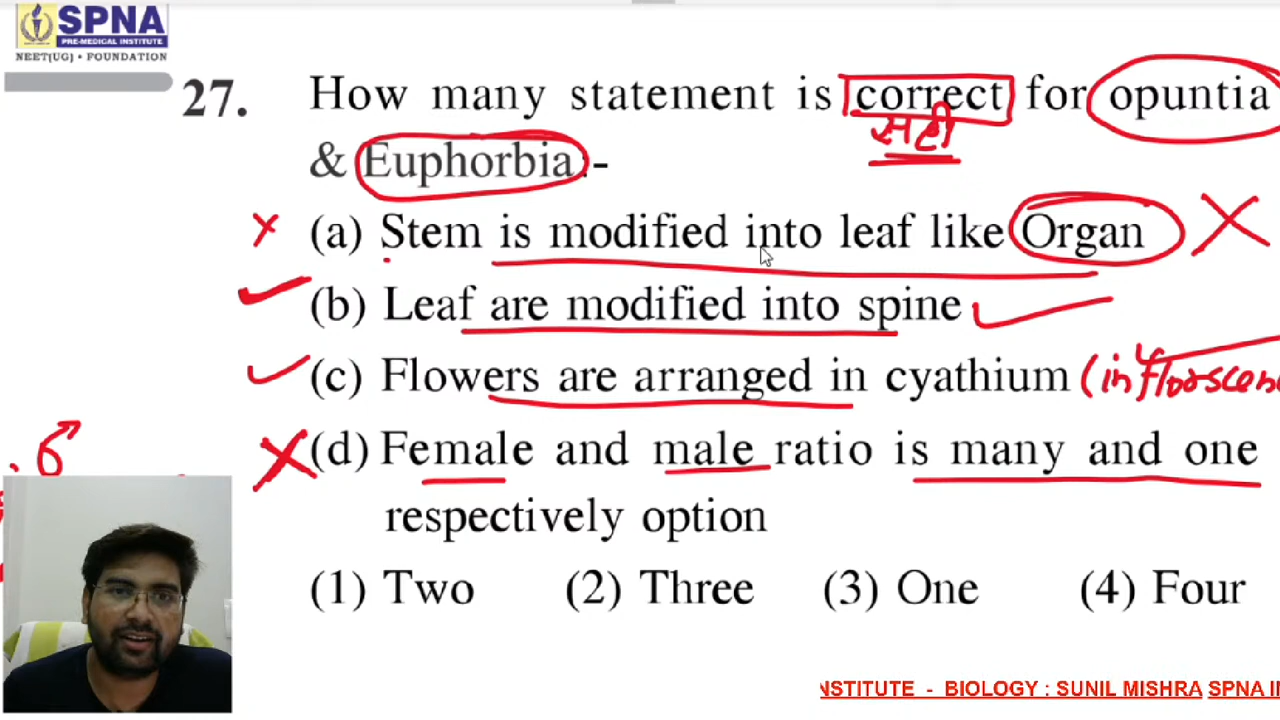 SPNA
PRE-MEDICAL INSTITUTE
NEET(UG) • FOUNDATION
27. How many statement is correct for opuntia
सही
& Euphorbia :-
(a) Stem is modified into leaf like Organ
(b) Leaf are modified into spine
(c) Flowers are arranged in cyathium (inflorscen
(d) Female and male ratio is many and one
respectively option
(1) Two (2) Three (3) One (4) Four
NSTITUTE - BIOLOGY : SUNIL MISHRA SPNA IN